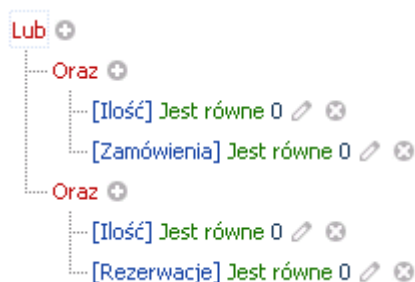 Lub
Oraz
[Ilość] Jest równe 0
[Zamówienia] Jest równe 0
Oraz
[Ilość] Jest równe 0
[Rezerwacje] Jest równe 0